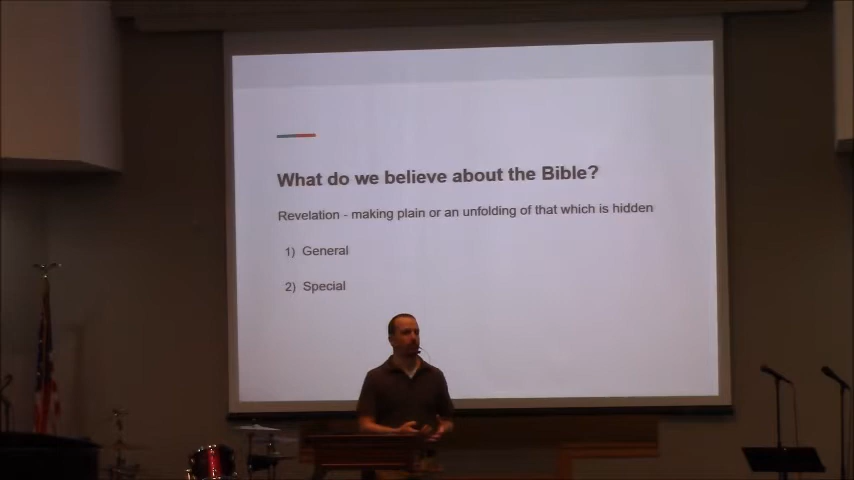 What do we believe about the Bible?
Revelation - making plain or an unfolding of that which is hidden
1) General
2) Special